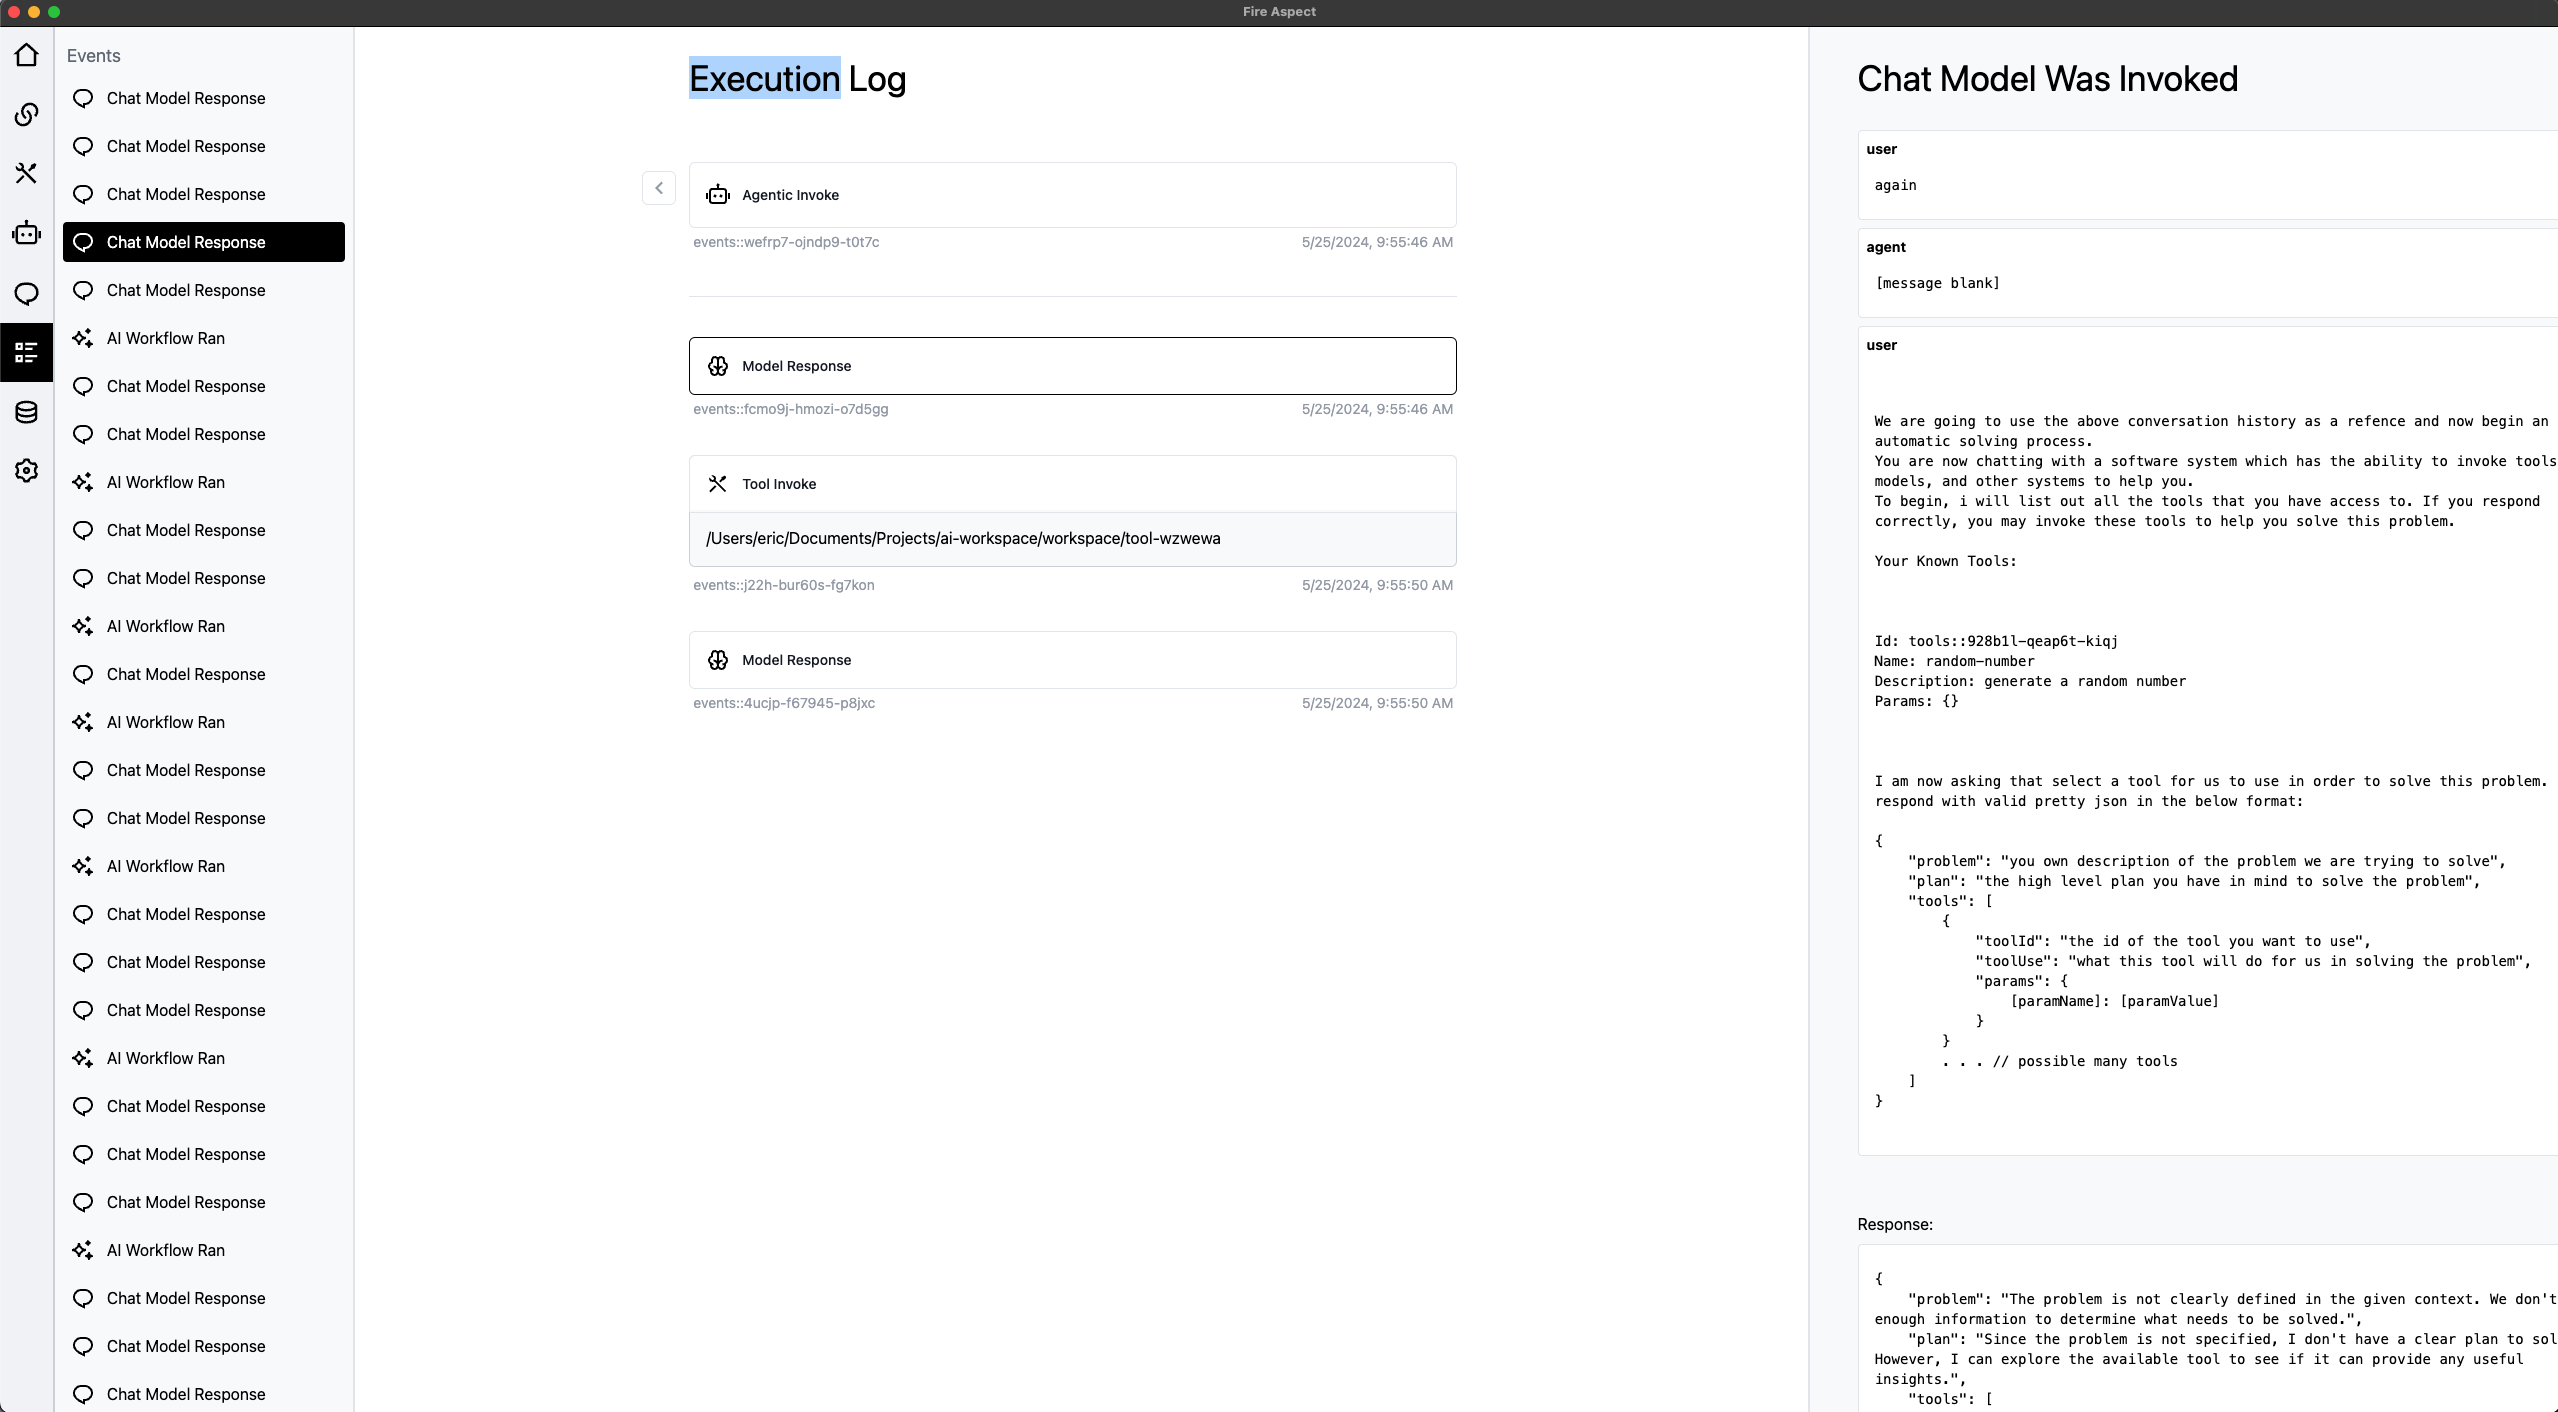 Fire Aspect
Events
Chat Model Response
Chat Model Response
Chat Model Response
Chat Model Response
Chat Model Response
AI Workflow Ran
Chat Model Response
Chat Model Response
AI Workflow Ran
Chat Model Response
Chat Model Response
AI Workflow Ran
Chat Model Response
AI Workflow Ran
Chat Model Response
Chat Model Response
AI Workflow Ran
Chat Model Response
Chat Model Response
Chat Model Response
AI Workflow Ran
Chat Model Response
Chat Model Response
Chat Model Response
AI Workflow Ran
Chat Model Response
Chat Model Response
Chat Model Response
Execution Log
Agentic Invoke
events::wefrp7-ojndp9-t0t7c 5/25/2024, 9:55:46 AM
Model Response
events::fcmo9j-hmozi-o7d5gg 5/25/2024, 9:55:46 AM
Tool Invoke
/Users/eric/Documents/Projects/ai-workspace/workspace/tool-wzwewa
events::j22h-bur60s-fg7kon 5/25/2024, 9:55:50 AM
Model Response
events::4ucjp-f67945-p8jxc 5/25/2024, 9:55:50 AM
Chat Model Was Invoked
user
again
agent
[message blank]
user
We are going to use the above conversation history as a refence and now begin an
automatic solving process.
You are now chatting with a software system which has the ability to invoke tools
models, and other systems to help you.
To begin, i will list out all the tools that you have access to. If you respond
correctly, you may invoke these tools to help you solve this problem.
Your Known Tools:
Id: tools::928b1l-qeap6t-kiqj
Name: random-number
Description: generate a random number
Params: {}
I am now asking that select a tool for us to use in order to solve this problem.
respond with valid pretty json in the below format:
{
"problem": "you own description of the problem we are trying to solve",
"plan": "the high level plan you have in mind to solve the problem",
"tools": [
{
"toolId": "the id of the tool you want to use",
"toolUse": "what this tool will do for us in solving the problem",
"params": {
[paramName]: [paramValue]
}
}
. . . // possible many tools
]
}
Response:
{
"problem": "The problem is not clearly defined in the given context. We don't
enough information to determine what needs to be solved.",
"plan": "Since the problem is not specified, I don't have a clear plan to sol
However, I can explore the available tool to see if it can provide any useful
insights.",
"tools": [